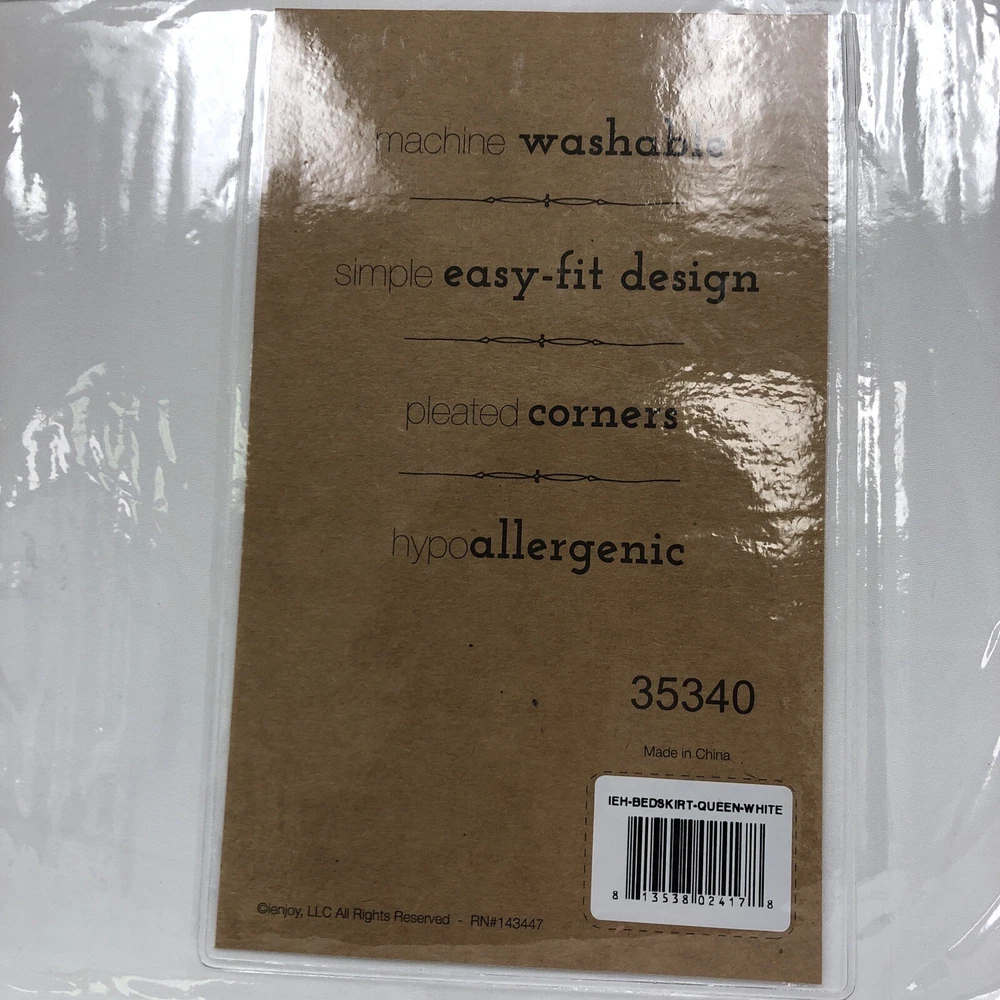 machine washable
simple easy-fit design
pleated corners
hypoallergenic
35340
Made in China
IEH-BEDSKIRT-QUEEN-WHITE
8 13538 02417 8
©ienjoy, LLC All Rights Reserved - RN#143447